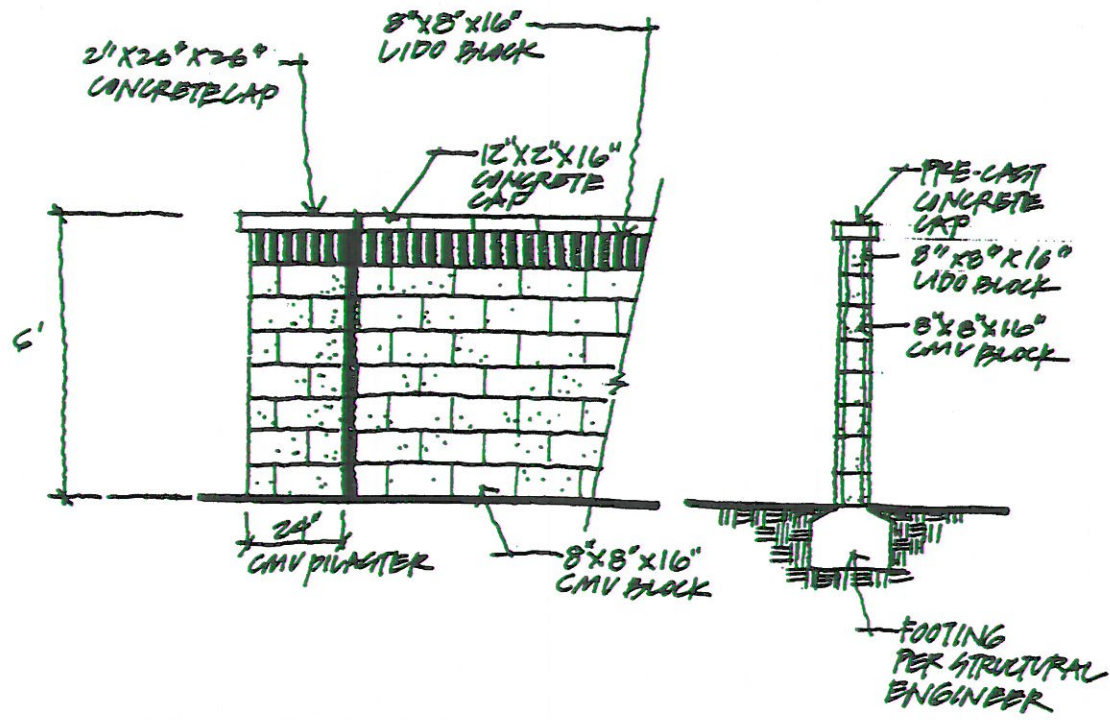 8"X8"X16"
LIDO BLOCK
2"X26"X26"
CONCRETE CAP
12"X2"X16"
CONCRETE
CAP
6'
24"
CMU PILASTER
8"X8"X16"
CMU BLOCK
PRE-CAST
CONCRETE
CAP
8"X8"X16"
LIDO BLOCK
8"X8"X16"
CMU BLOCK
FOOTING
PER STRUCTURAL
ENGINEER